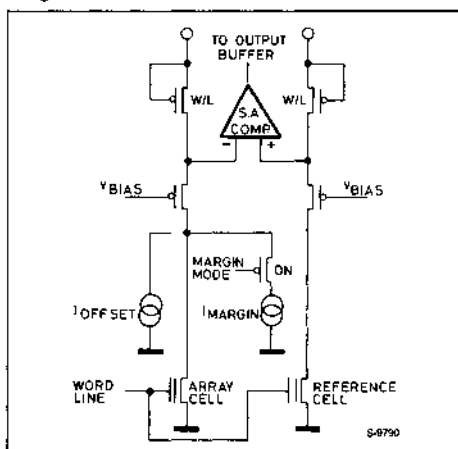 TO OUTPUT
BUFFER
W/L
W/L
S.A
COMP
- +
VBIAS
VBIAS
MARGIN
MODE
ON
IOFFSET
IMARGIN
WORD
LINE
ARRAY
CELL
REFERENCE
CELL
S-9790